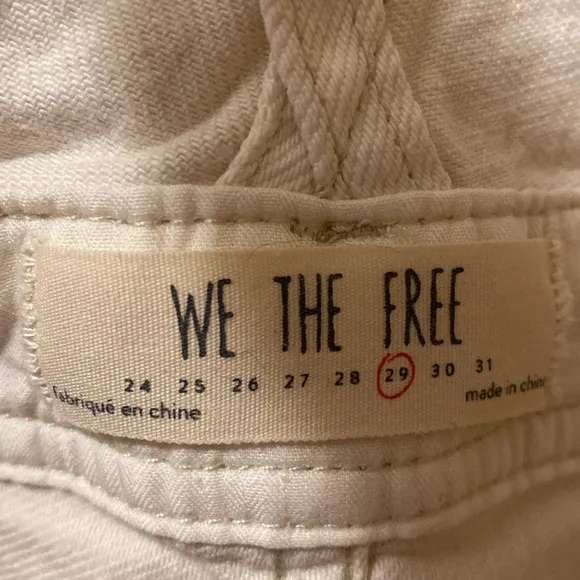 WE THE FREE
24 25 26 27 28 29 30 31
fabriqué en chine made in china